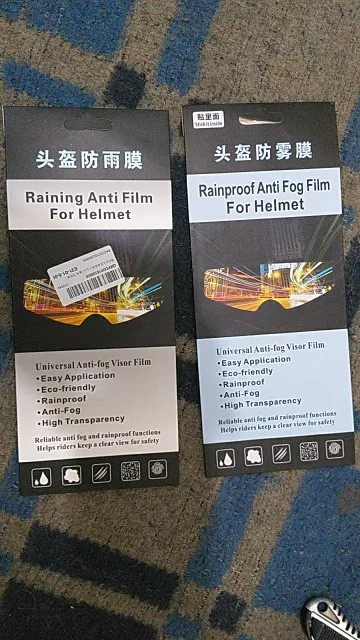 头盔防雨膜
Raining Anti Film
For Helmet
Universal Anti-fog Visor Film
•Easy Application
•Eco-friendly
•Rainproof
•Anti-Fog
•High Transparency
Reliable anti fog and rainproof functions
Helps riders keep a clear view for safety
贴里面
Stick it inside
头盔防雾膜
Rainproof Anti Fog Film
For Helmet
Universal Anti-fog Visor Film
•Easy Application
•Eco-friendly
•Rainproof
•Anti-Fog
•High Transparency
Reliable anti fog and rainproof functions
Helps riders keep a clear view for safety